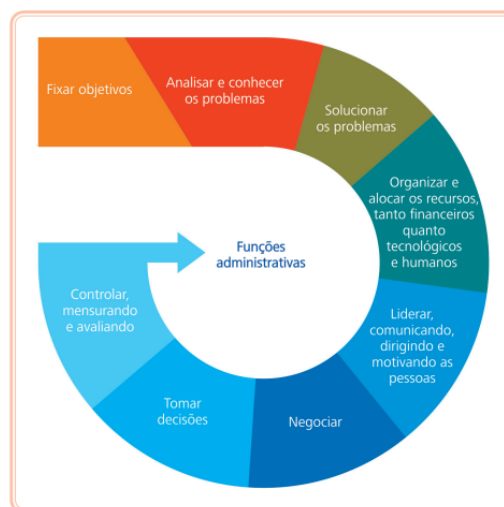 Fixar objetivos
Analisar e conhecer
os problemas
Solucionar
os problemas
Organizar e
alocar os recursos,
tanto financeiros
quanto
tecnológicos
e humanos
Liderar,
comunicando,
dirigindo e
motivando as
pessoas
Negociar
Tomar
decisões
Controlar,
mensurando
e avaliando
Funções
administrativas